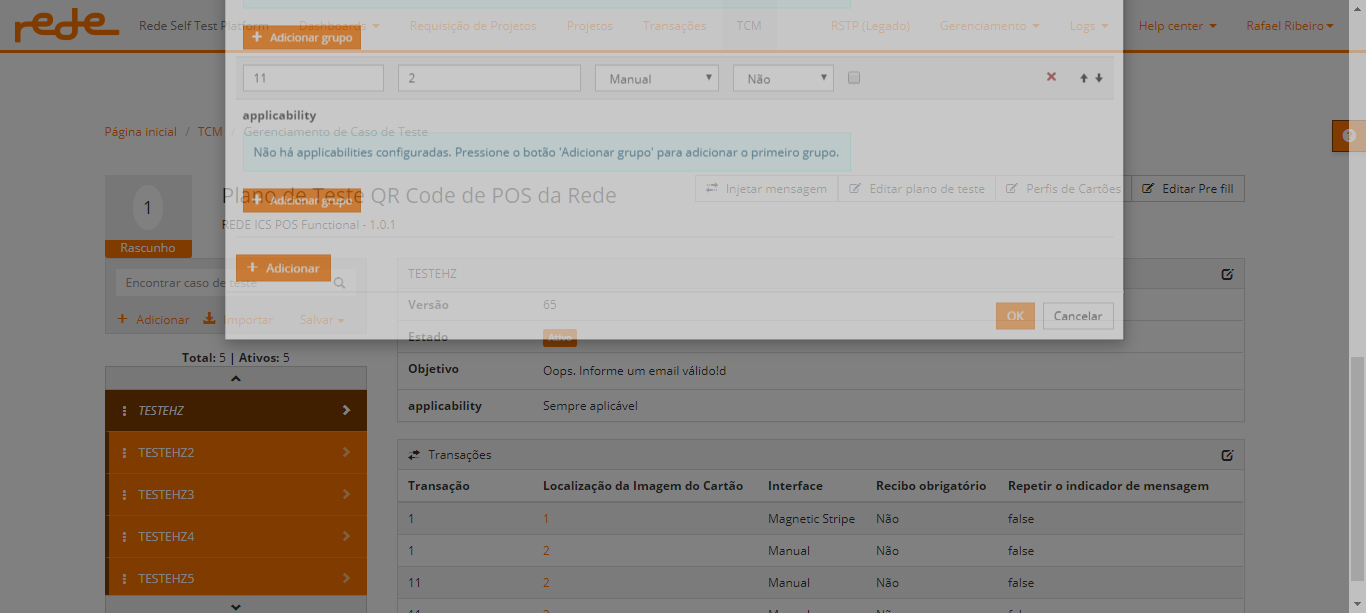 rede
Rede Self Test Platform
Dashboards
Requisição de Projetos
Projetos
Transações
TCM
RSTP (Legado)
Gerenciamento
Logs
Help center
Rafael Ribeiro
Adicionar grupo
11
2
Manual
Não
applicability
Página inicial / TCM / Gerenciamento de Caso de Teste
Não há applicabilities configuradas. Pressione o botão 'Adicionar grupo' para adicionar o primeiro grupo.
1
Rascunho
Plano de Teste QR Code de POS da Rede
Adicionar grupo
REDE ICS POS Functional - 1.0.1
Injetar mensagem
Editar plano de teste
Perfis de Cartões
Editar Pre fill
Adicionar
Encontrar caso de teste
Adicionar
Importar
Salvar
OK
Cancelar
Total: 5 | Ativos: 5
TESTEHZ
TESTEHZ2
TESTEHZ3
TESTEHZ4
TESTEHZ5
TESTEHZ
Versão 65
Estado Ativo
Objetivo Oops. Informe um email válido!d
applicability Sempre aplicável
Transações
Transação Localização da Imagem do Cartão Interface Recibo obrigatório Repetir o indicador de mensagem
1 1 Magnetic Stripe Não false
1 2 Manual Não false
11 2 Manual Não false